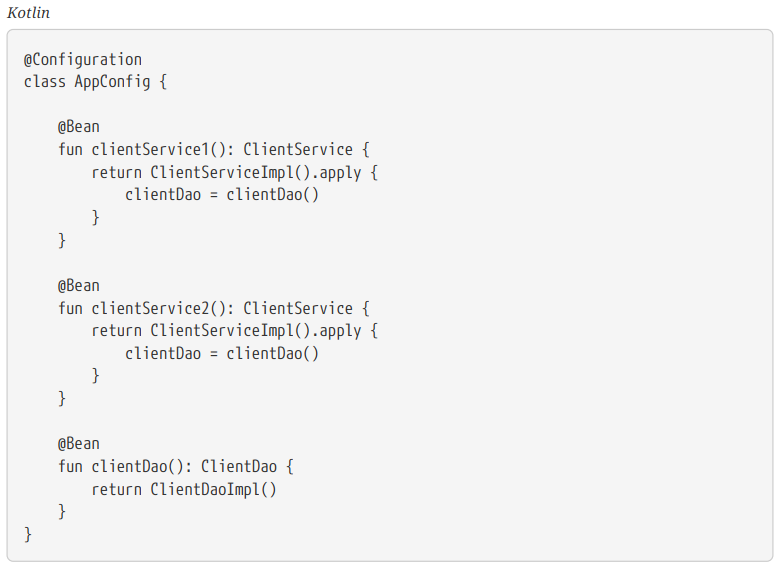 Kotlin
@Configuration
class AppConfig {
    @Bean
    fun clientService1(): ClientService {
        return ClientServiceImpl().apply {
            clientDao = clientDao()
        }
    }
    @Bean
    fun clientService2(): ClientService {
        return ClientServiceImpl().apply {
            clientDao = clientDao()
        }
    }
    @Bean
    fun clientDao(): ClientDao {
        return ClientDaoImpl()
    }
}